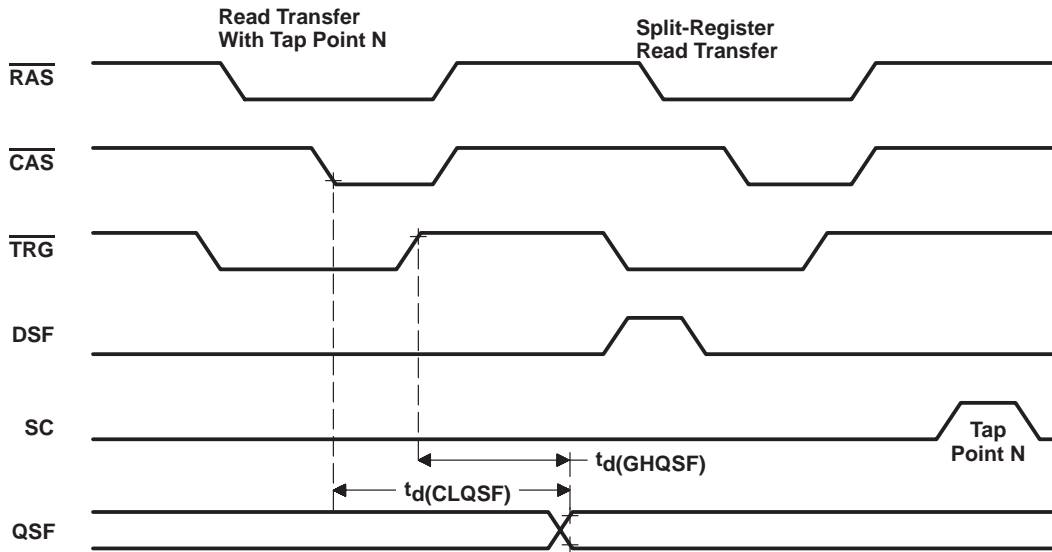 Read Transfer
With Tap Point N
Split-Register
Read Transfer
RAS
CAS
TRG
DSF
SC
Tap
Point N
td(GHQSF)
td(CLQSF)
QSF